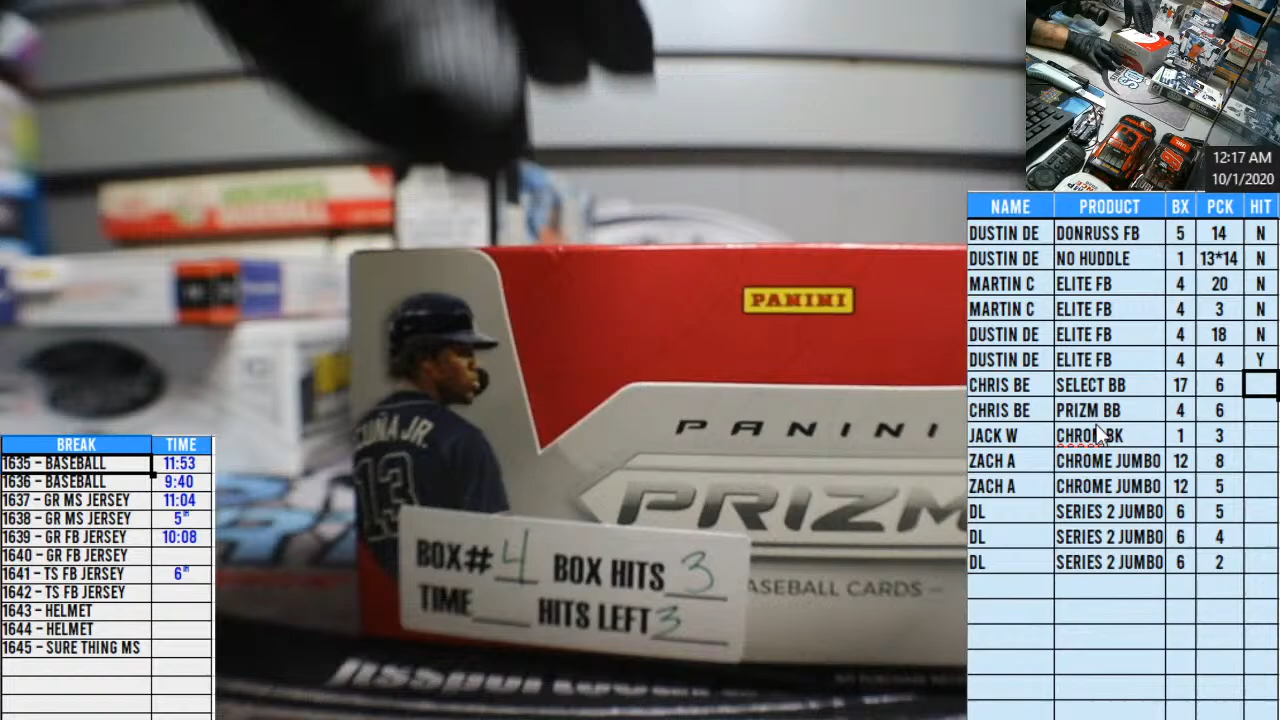 12:17 AM
10/1/2020
NAME PRODUCT BX PCK HIT
DUSTIN DE DONRUSS FB 5 14 N
DUSTIN DE NO HUDDLE 1 13*14 N
MARTIN C ELITE FB 4 20 N
MARTIN C ELITE FB 4 3 N
DUSTIN DE ELITE FB 4 18 N
DUSTIN DE ELITE FB 4 4 Y
CHRIS BE SELECT BB 17 6
CHRIS BE PRIZM BB 4 6
JACK W CHROM BK 1 3
ZACH A CHROME JUMBO 12 8
ZACH A CHROME JUMBO 12 5
DL SERIES 2 JUMBO 6 5
DL SERIES 2 JUMBO 6 4
DL SERIES 2 JUMBO 6 2
PANINI
PANINI
PRIZM
ASEBALL CARDS –
UÑA JR.
13
BOX# 4 BOX HITS 3
TIME HITS LEFT 3
BREAK TIME
1635 – BASEBALL 11:53
1636 – BASEBALL 9:40
1637 – GR MS JERSEY 11:04
1638 – GR MS JERSEY 5th
1639 – GR FB JERSEY 10:08
1640 – GR FB JERSEY
1641 – TS FB JERSEY 6th
1642 – TS FB JERSEY
1643 – HELMET
1644 – HELMET
1645 – SURE THING MS